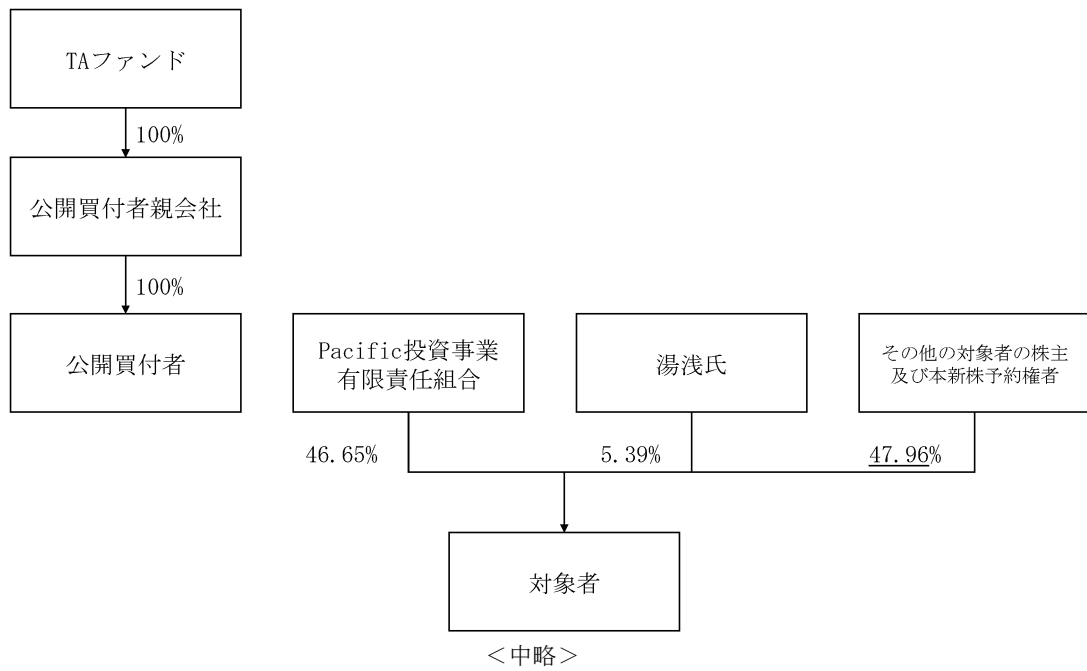 TAファンド
100%
公開買付者親会社
100%
公開買付者
Pacific投資事業
有限責任組合
湯浅氏
その他の対象者の株主
及び本新株予約権者
46.65%
5.39%
47.96%
対象者
＜中略＞